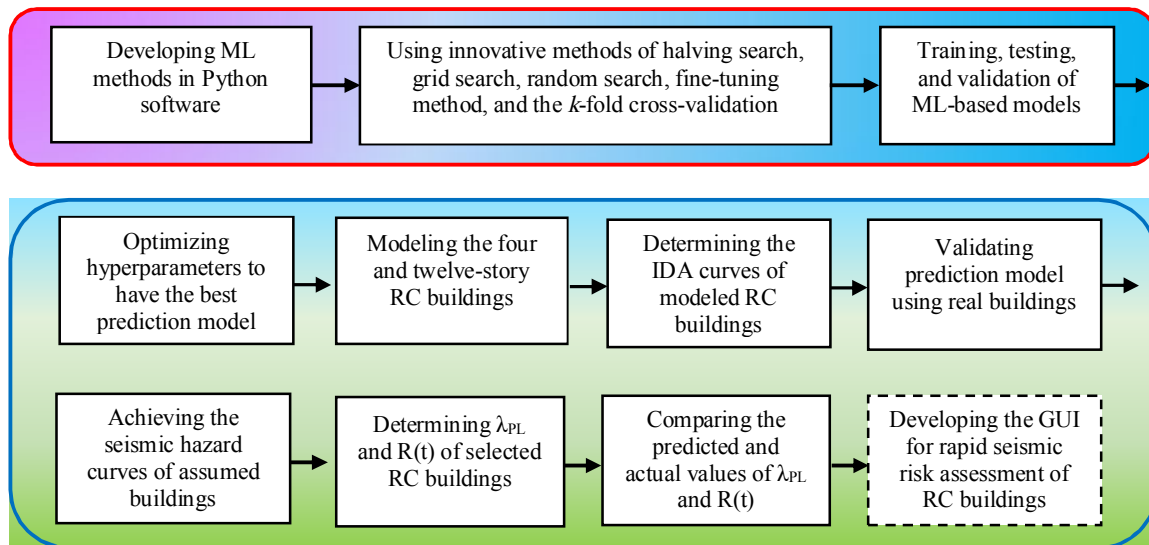 Developing ML
methods in Python
software
Using innovative methods of halving search,
grid search, random search, fine-tuning
method, and the k-fold cross-validation
Training, testing,
and validation of
ML-based models
Optimizing
hyperparameters to
have the best
prediction model
Modeling the four
and twelve-story
RC buildings
Determining the
IDA curves of
modeled RC
buildings
Validating
prediction model
using real buildings
Achieving the
seismic hazard
curves of assumed
buildings
Determining λPL
and R(t) of selected
RC buildings
Comparing the
predicted and
actual values of λPL
and R(t)
Developing the GUI
for rapid seismic
risk assessment of
RC buildings